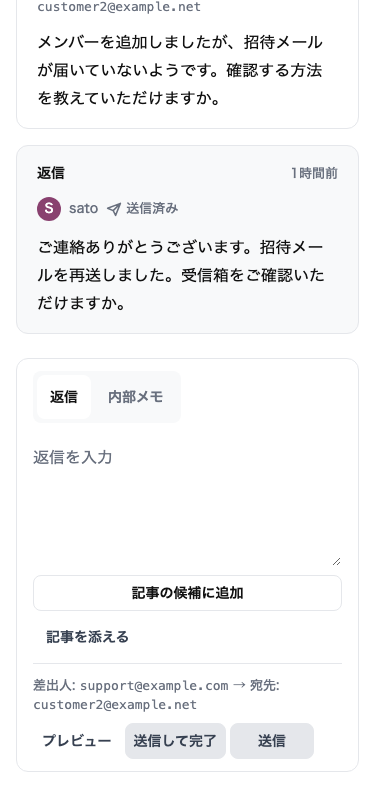 customer2@example.net
メンバーを追加しましたが、招待メール
が届いていないようです。確認する方法
を教えていただけますか。
返信
1時間前
S sato 送信済み
ご連絡ありがとうございます。招待メー
ルを再送しました。受信箱をご確認いた
だけますか。
返信 内部メモ
返信を入力
記事の候補に追加
記事を添える
差出人: support@example.com → 宛先:
customer2@example.net
プレビュー 送信して完了 送信